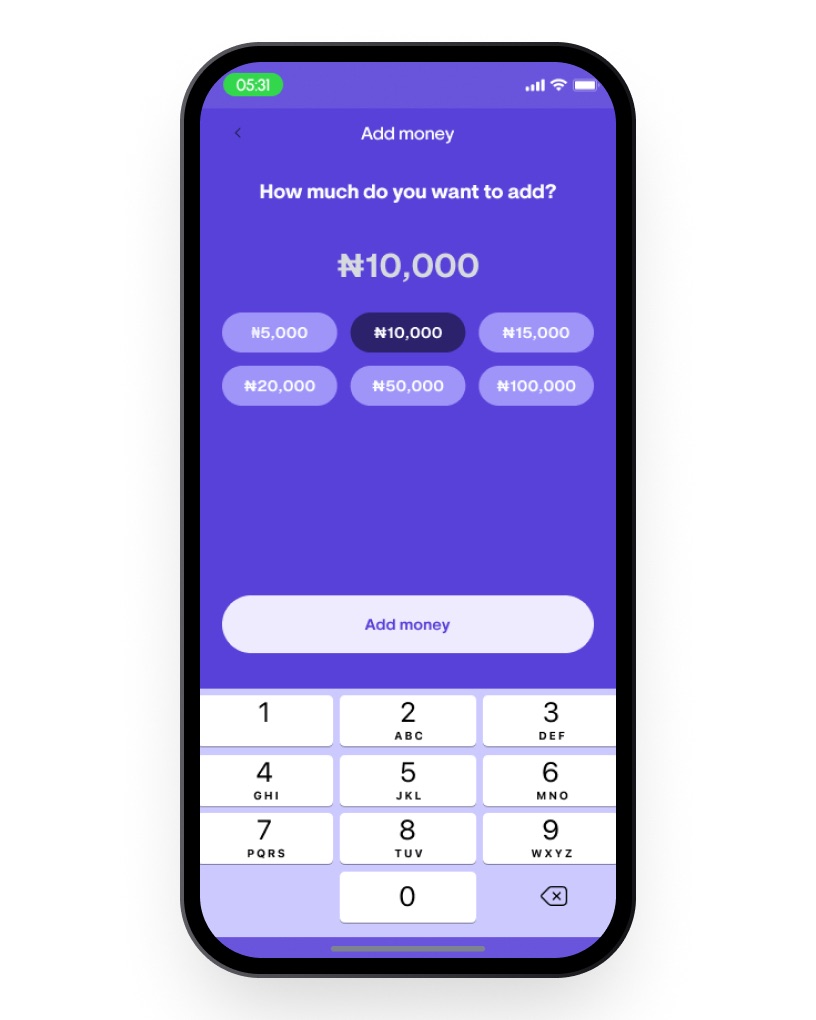 05:31
Add money
How much do you want to add?
₦10,000
₦5,000 ₦10,000 ₦15,000
₦20,000 ₦50,000 ₦100,000
Add money
1 2 3
ABC DEF
4 5 6
GHI JKL MNO
7 8 9
PQRS TUV WXYZ
0